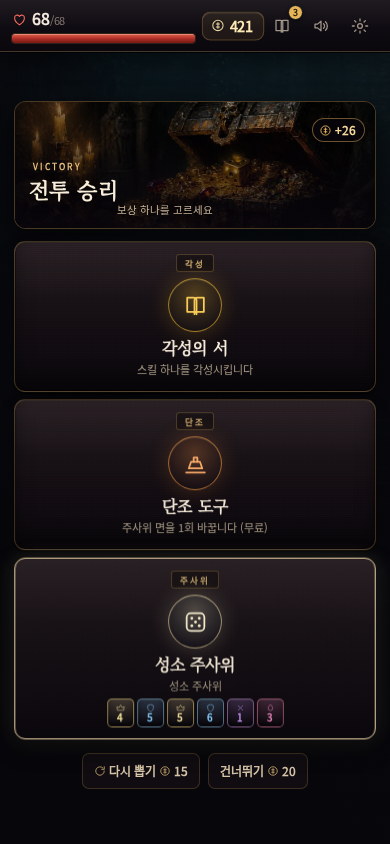 68/68
421
3
+26
VICTORY
전투 승리
보상 하나를 고르세요
각성
각성의 서
스킬 하나를 각성시킵니다
단조
단조 도구
주사위 면을 1회 바꿉니다 (무료)
주사위
성소 주사위
성소 주사위
4 5 5 6 1 3
다시 뽑기 15 건너뛰기 20